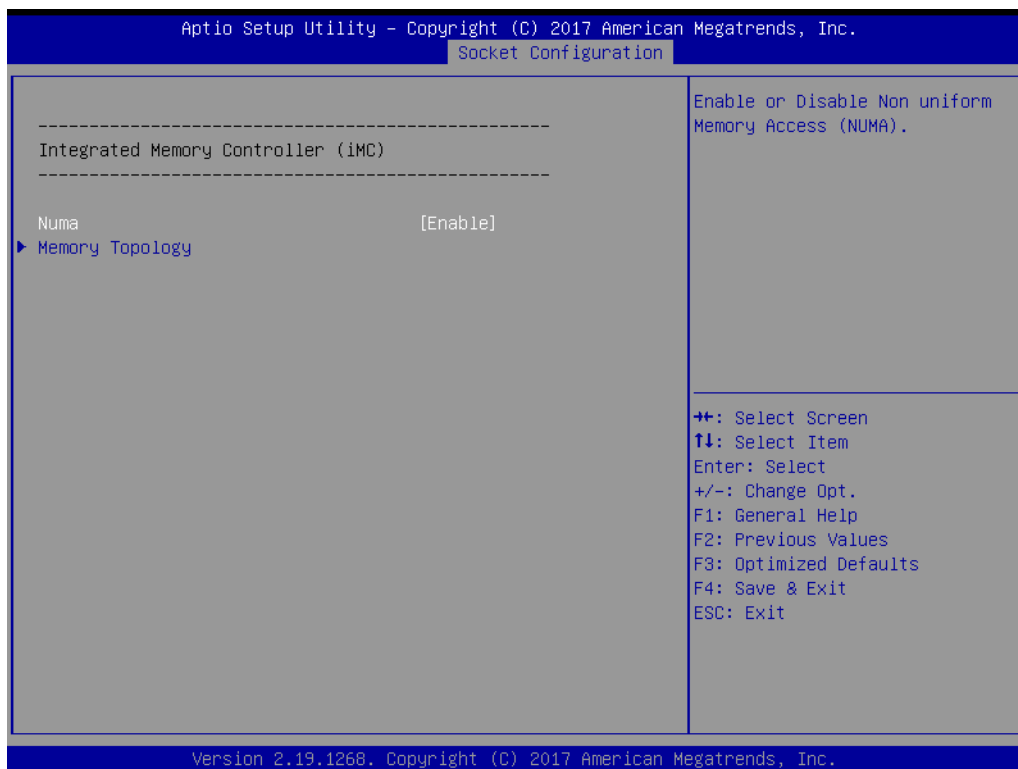 Aptio Setup Utility – Copyright (C) 2017 American Megatrends, Inc.
Socket Configuration
--------------------------------------------------
Integrated Memory Controller (iMC)
--------------------------------------------------
Numa [Enable]
▶ Memory Topology
Enable or Disable Non uniform
Memory Access (NUMA).
→←: Select Screen
↑↓: Select Item
Enter: Select
+/-: Change Opt.
F1: General Help
F2: Previous Values
F3: Optimized Defaults
F4: Save & Exit
ESC: Exit
Version 2.19.1268. Copyright (C) 2017 American Megatrends, Inc.